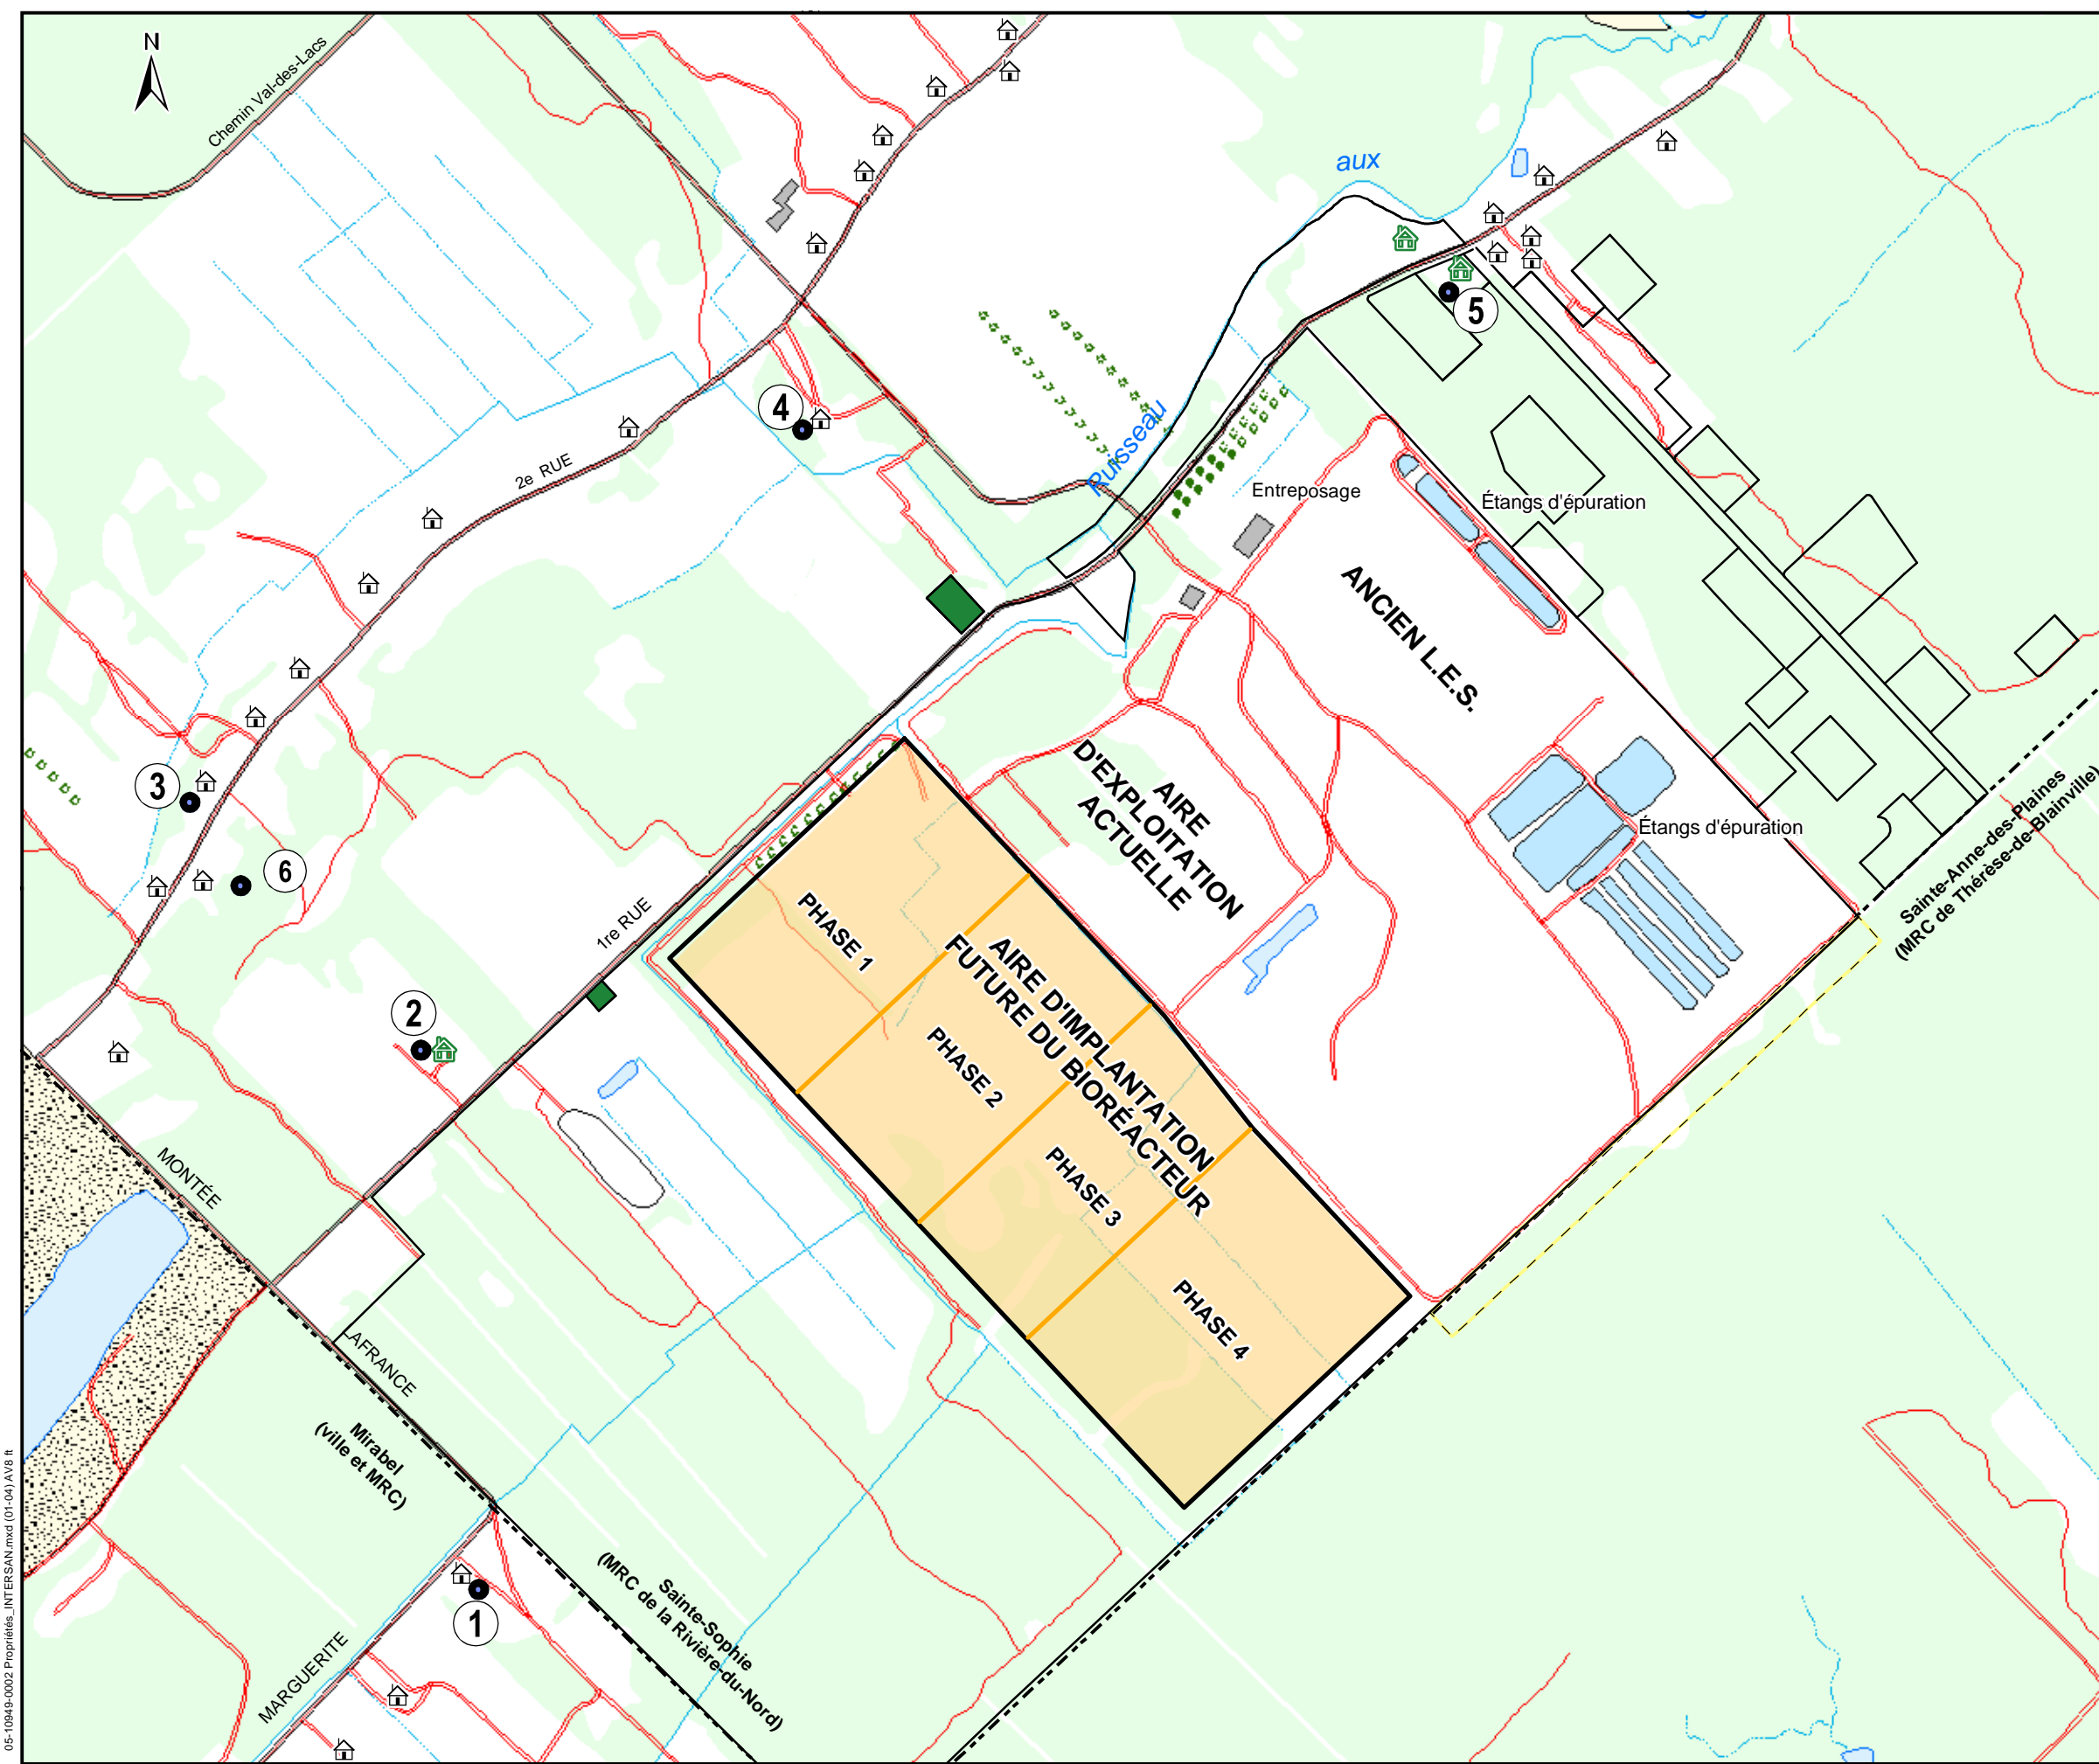 N
Chemin Val-des-Lacs
aux
Ruisseau
5
4
2e RUE
Entreposage
Étangs d'épuration
ANCIEN L.E.S.
3
6
AIRE
D'EXPLOITATION
ACTUELLE
Étangs d'épuration
Sainte-Anne-des-Plaines
(MRC de Thérèse-de-Blainville)
1re RUE
PHASE 1
AIRE D'IMPLANTATION
FUTURE DU BIORÉACTEUR
2
PHASE 2
PHASE 3
PHASE 4
MONTÉE
LAFRANCE
Mirabel
(ville et MRC)
Sainte-Sophie
(MRC de la Rivière-du-Nord)
1
MARGUERITE
05-10949-0002 Propriétés_INTERSAN.mxd (01-04) AV8 ft